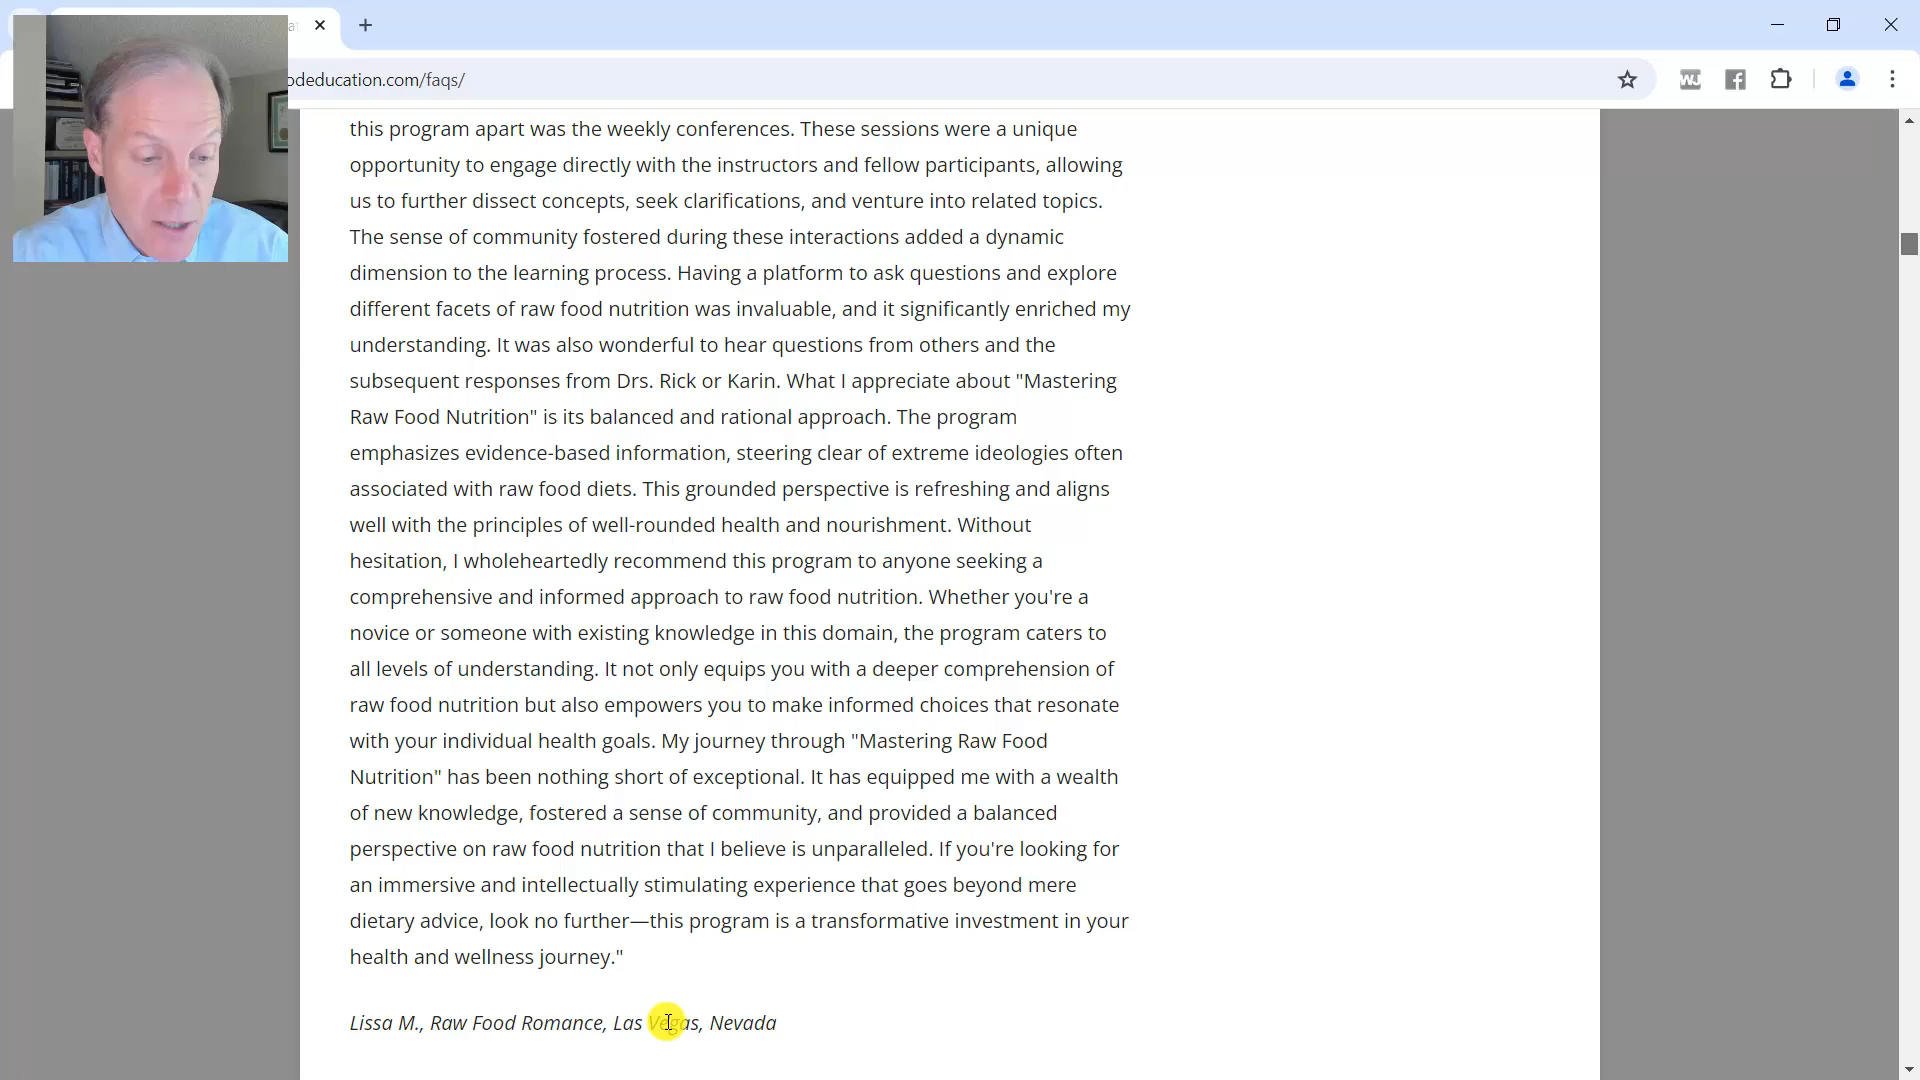 odeducation.com/faqs/
this program apart was the weekly conferences. These sessions were a unique
opportunity to engage directly with the instructors and fellow participants, allowing
us to further dissect concepts, seek clarifications, and venture into related topics.
The sense of community fostered during these interactions added a dynamic
dimension to the learning process. Having a platform to ask questions and explore
different facets of raw food nutrition was invaluable, and it significantly enriched my
understanding. It was also wonderful to hear questions from others and the
subsequent responses from Drs. Rick or Karin. What I appreciate about "Mastering
Raw Food Nutrition" is its balanced and rational approach. The program
emphasizes evidence-based information, steering clear of extreme ideologies often
associated with raw food diets. This grounded perspective is refreshing and aligns
well with the principles of well-rounded health and nourishment. Without
hesitation, I wholeheartedly recommend this program to anyone seeking a
comprehensive and informed approach to raw food nutrition. Whether you're a
novice or someone with existing knowledge in this domain, the program caters to
all levels of understanding. It not only equips you with a deeper comprehension of
raw food nutrition but also empowers you to make informed choices that resonate
with your individual health goals. My journey through "Mastering Raw Food
Nutrition" has been nothing short of exceptional. It has equipped me with a wealth
of new knowledge, fostered a sense of community, and provided a balanced
perspective on raw food nutrition that I believe is unparalleled. If you're looking for
an immersive and intellectually stimulating experience that goes beyond mere
dietary advice, look no further—this program is a transformative investment in your
health and wellness journey."
Lissa M., Raw Food Romance, Las Vegas, Nevada